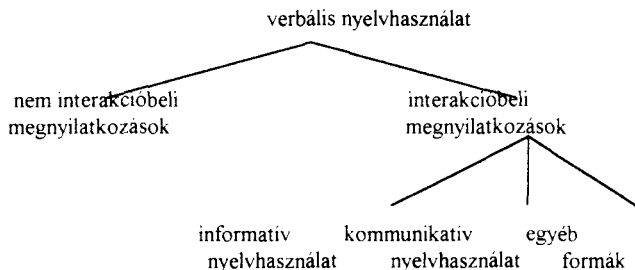 verbális nyelvhasználat
nem interakcióbeli
megnyilatkozások
interakcióbeli
megnyilatkozások
informatív
nyelvhasználat
kommunikatív
nyelvhasználat
egyéb
formák